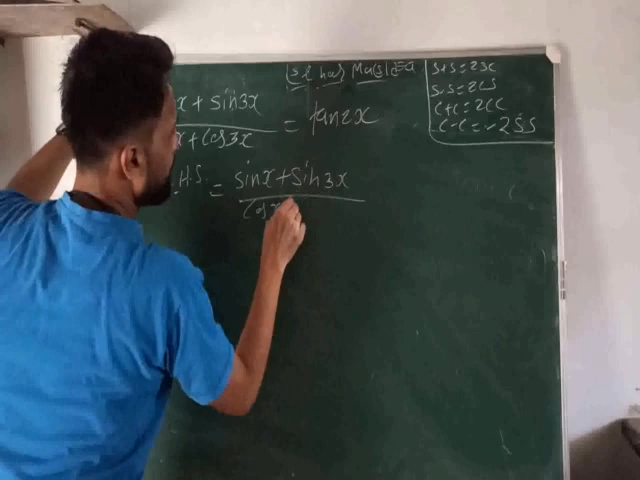 x + sin3x
= tan2x
x + Cos3x
.H.S. = sinx + sin3x
Cos
S+S=2SC
S-S=2CS
C+C=2CC
C-C=-2SS